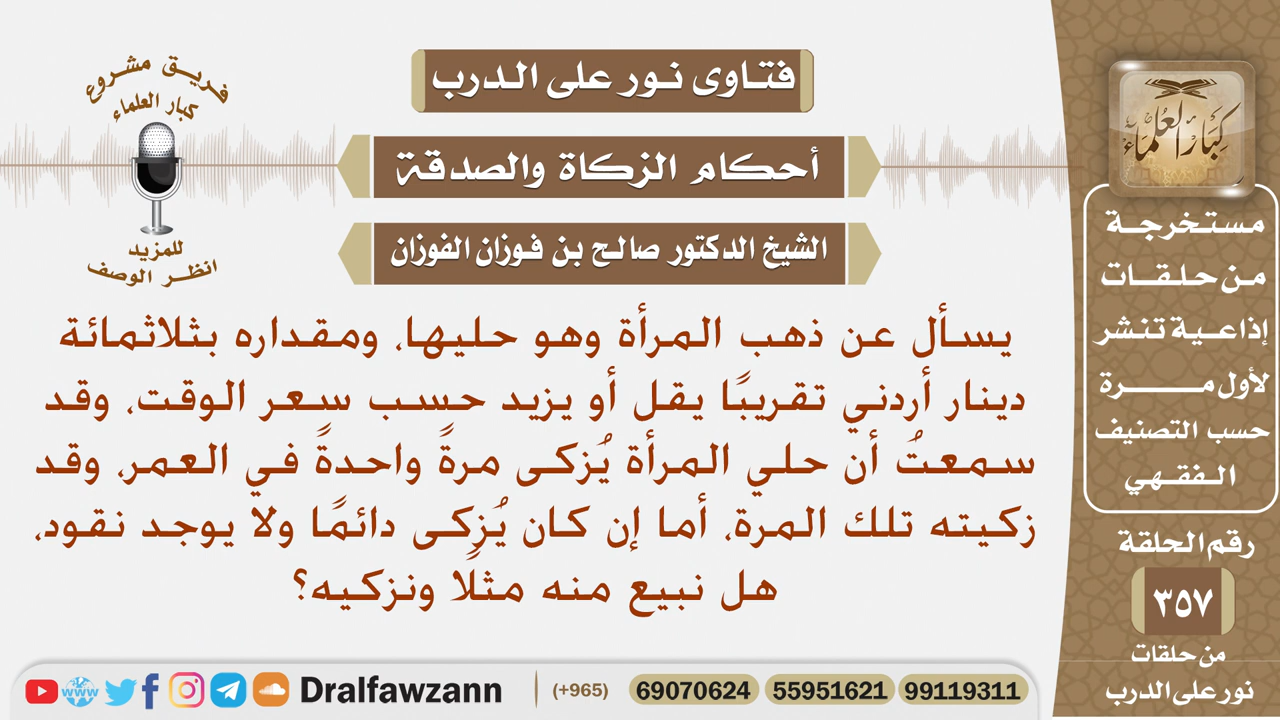 فتاوى نور على الدرب
أحكام الزكاة والصدقة
الشيخ الدكتور صالح بن فوزان الفوزان
فريق مشروع
كبار العلماء
للمزيد
انظر الوصف
يسأل عن ذهب المرأة وهو حليها، ومقداره بثلاثمائة
دينار أردني تقريبًا يقل أو يزيد حسب سعر الوقت، وقد
سمعتُ أن حلي المرأة يُزكى مرةً واحدةً في العمر، وقد
زكيته تلك المرة، أما إن كان يُزكى دائمًا ولا يوجد نقود،
هل نبيع منه مثلًا ونزكيه؟
كبار العلماء
مستخرجة
من حلقات
إذاعية تنشر
لأول مرة
حسب التصنيف
الفقهي
رقم الحلقة
٣٥٧
من حلقات
نور على الدرب
www Dralfawzann (+965) 69070624 55951621 99119311